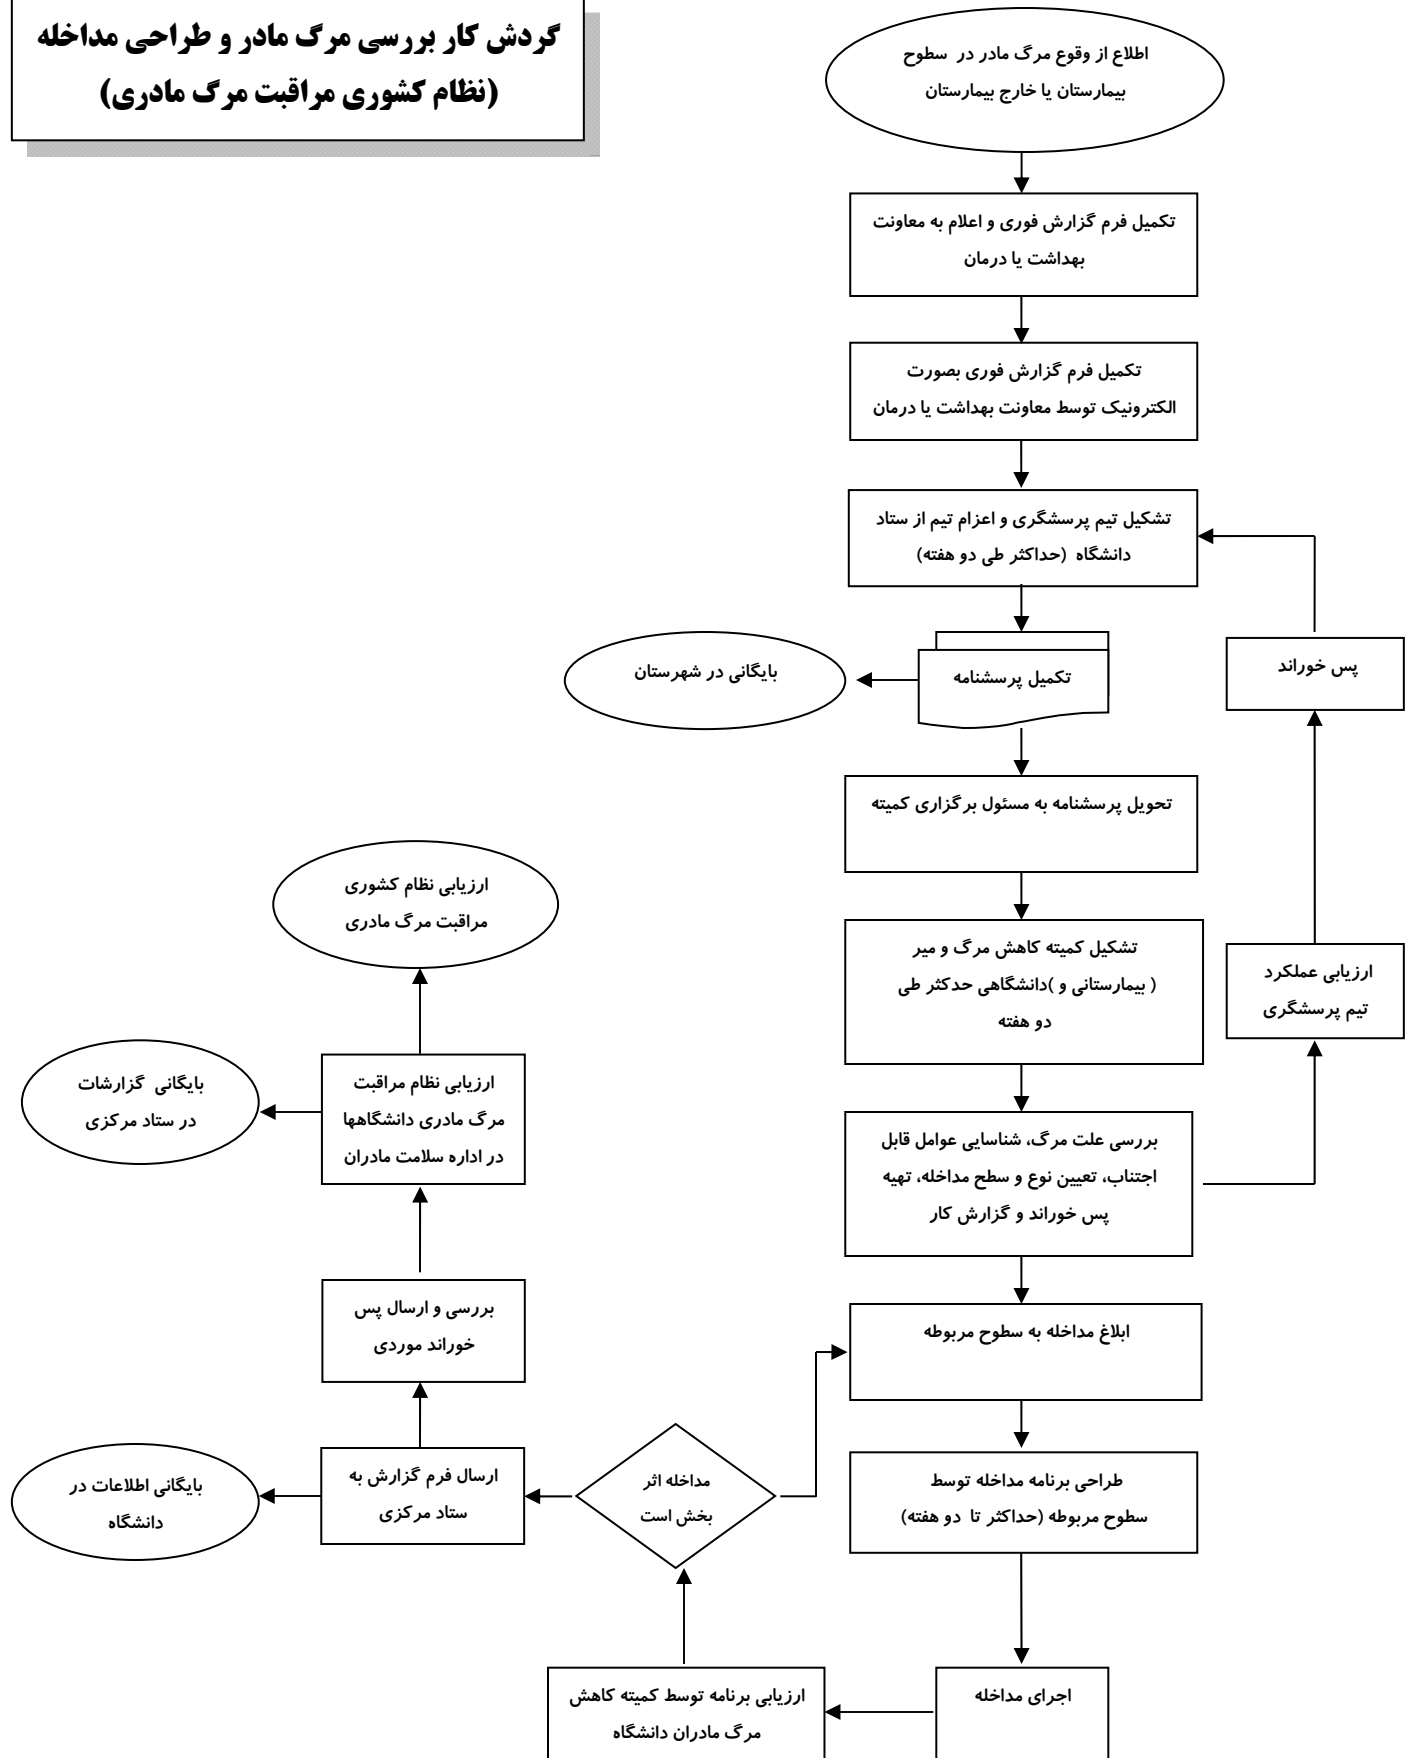 گردش کار بررسی مرگ مادر و طراحی مداخله
(نظام کشوری مراقبت مرگ مادری)
اطلاع از وقوع مرگ مادر در سطوح
بیمارستان یا خارج بیمارستان
تکمیل فرم گزارش فوری و اعلام به معاونت
بهداشت یا درمان
تکمیل فرم گزارش فوری بصورت
الکترونیک توسط معاونت بهداشت یا درمان
تشکیل تیم پرسشگری و اعزام تیم از ستاد
دانشگاه (حداکثر طی دو هفته)
تکمیل پرسشنامه
بایگانی در شهرستان
پس خوراند
تحویل پرسشنامه به مسئول برگزاری کمیته
تشکیل کمیته کاهش مرگ و میر
( بیمارستانی و )دانشگاهی حدکثر طی
دو هفته
ارزیابی عملکرد
تیم پرسشگری
بررسی علت مرگ، شناسایی عوامل قابل
اجتناب، تعیین نوع و سطح مداخله، تهیه
پس خوراند و گزارش کار
ابلاغ مداخله به سطوح مربوطه
طراحی برنامه مداخله توسط
سطوح مربوطه (حداکثر تا دو هفته)
اجرای مداخله
ارزیابی برنامه توسط کمیته کاهش
مرگ مادران دانشگاه
مداخله اثر
بخش است
ارسال فرم گزارش به
ستاد مرکزی
بایگانی اطلاعات در
دانشگاه
بررسی و ارسال پس
خوراند موردی
ارزیابی نظام مراقبت
مرگ مادری دانشگاهها
در اداره سلامت مادران
بایگانی گزارشات
در ستاد مرکزی
ارزیابی نظام کشوری
مراقبت مرگ مادری